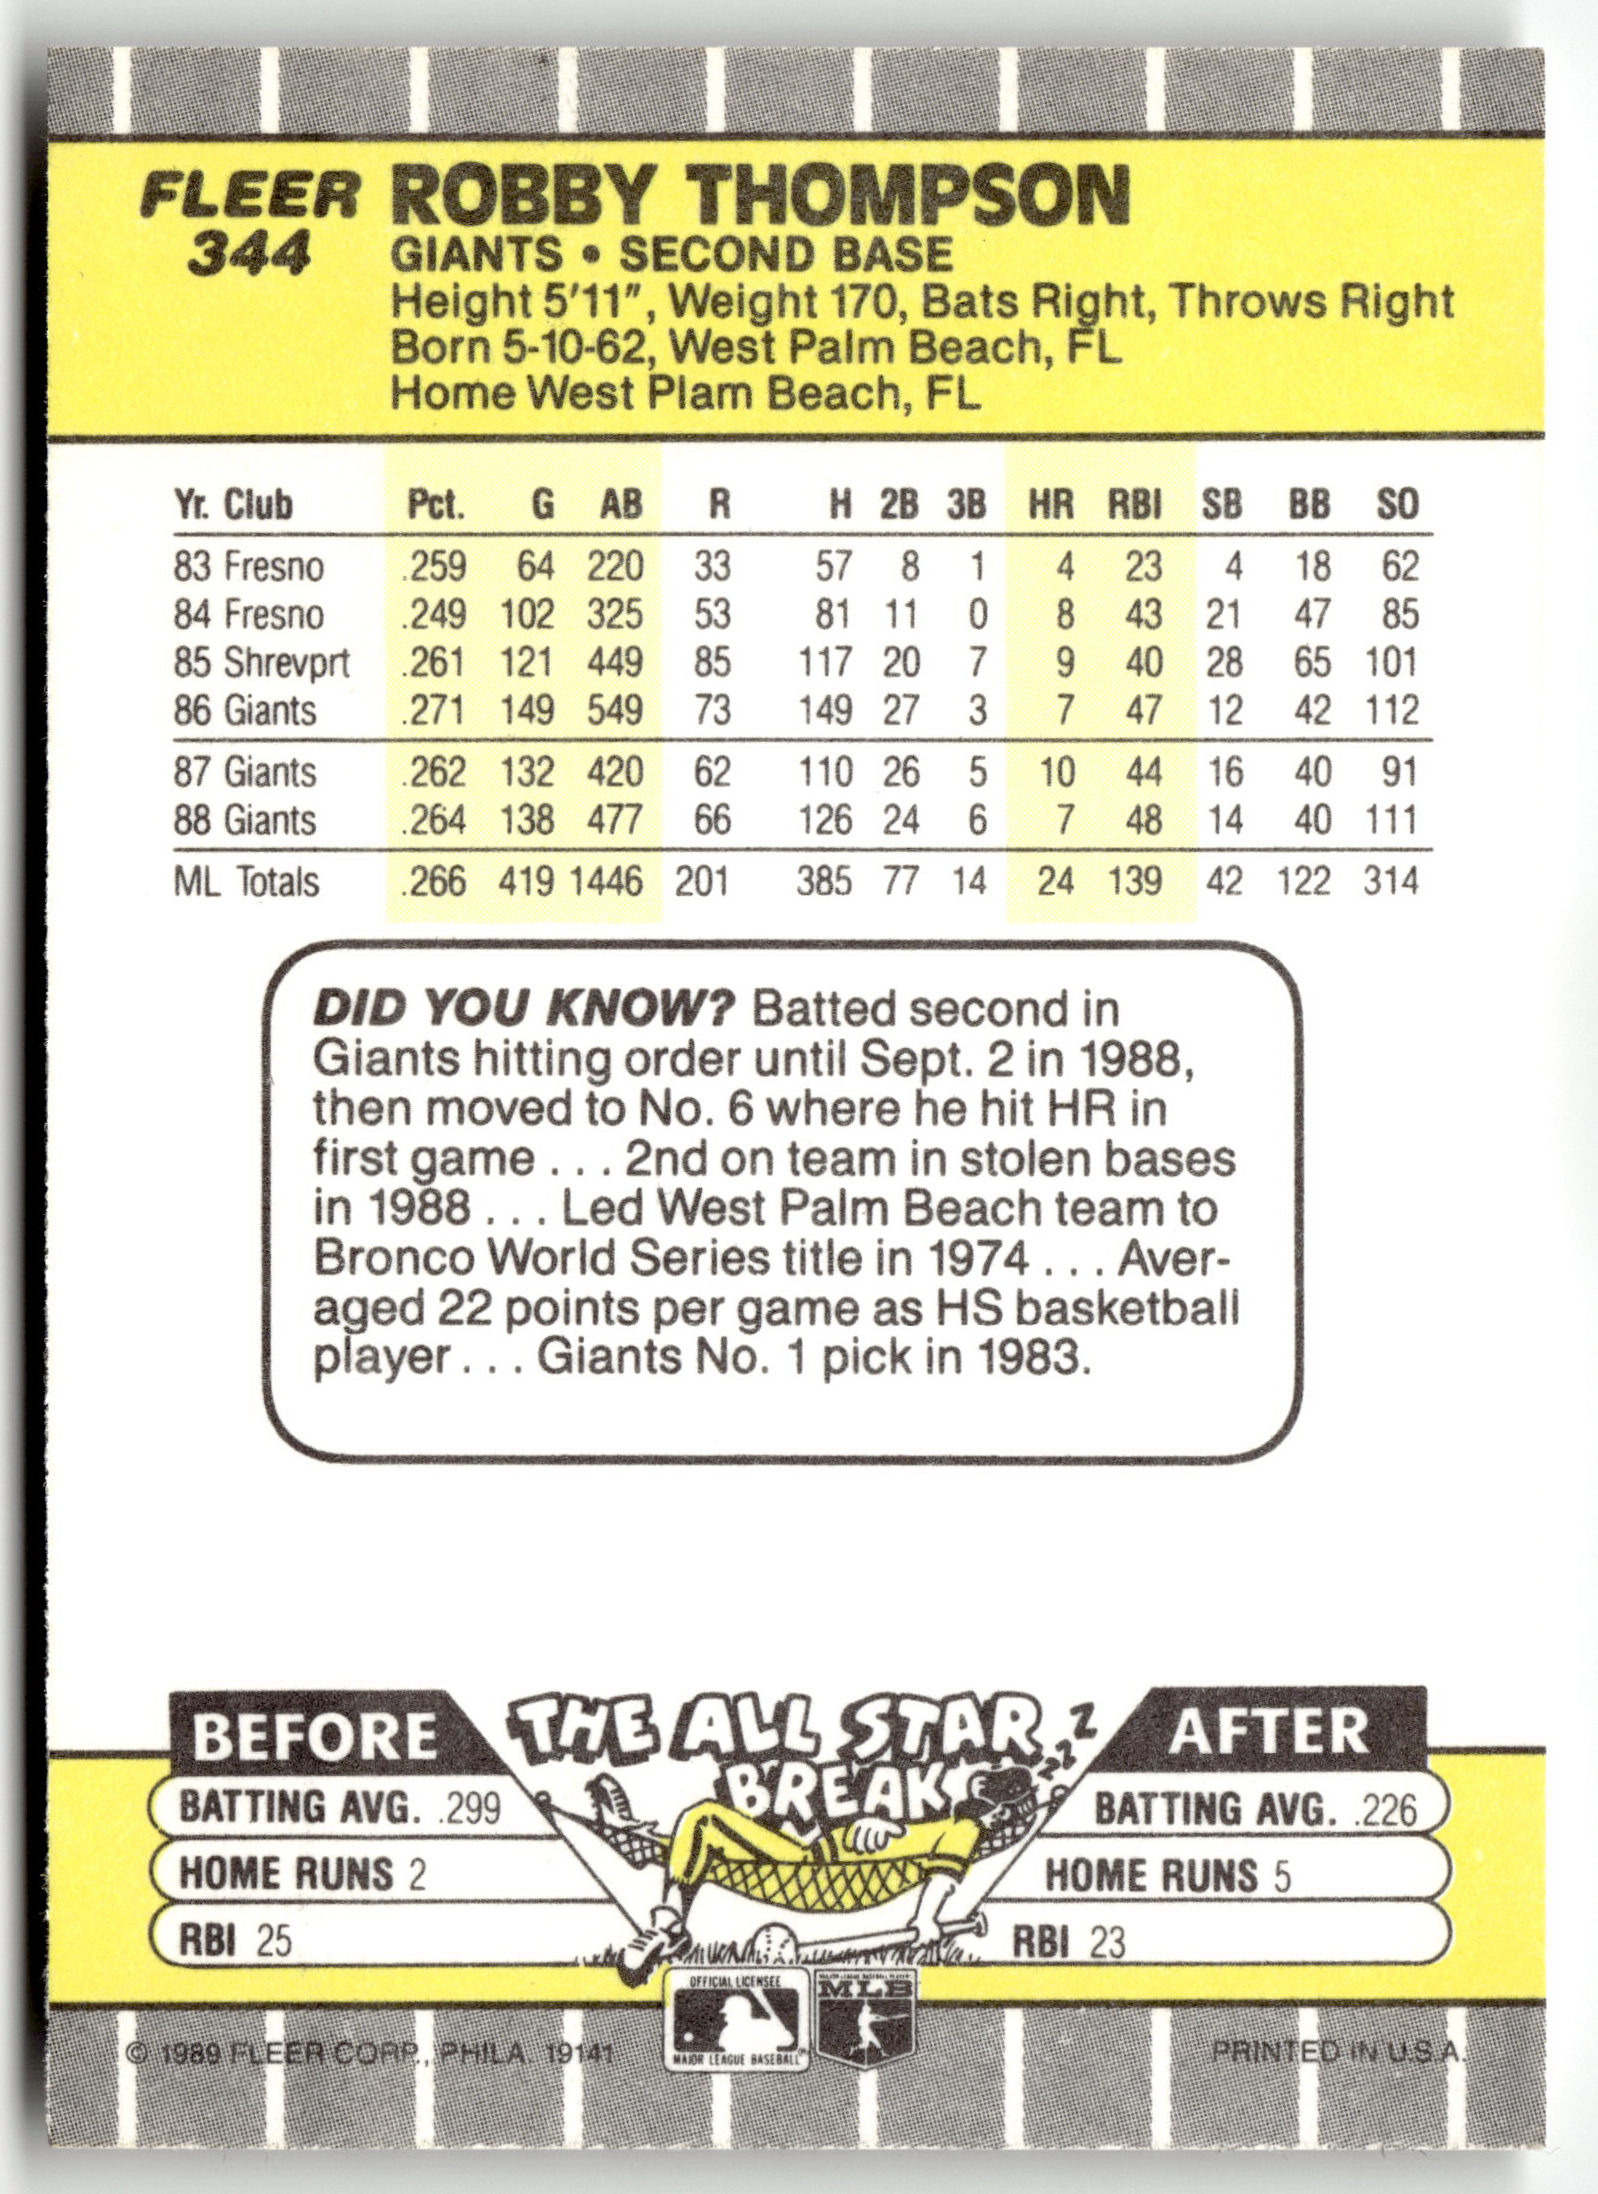 FLEER ROBBY THOMPSON
344 GIANTS • SECOND BASE
Height 5'11", Weight 170, Bats Right, Throws Right
Born 5-10-62, West Palm Beach, FL
Home West Plam Beach, FL
Yr. Club Pct. G AB R H 2B 3B HR RBI SB BB SO
83 Fresno .259 64 220 33 57 8 1 4 23 4 18 62
84 Fresno .249 102 325 53 81 11 0 8 43 21 47 85
85 Shrevprt .261 121 449 85 117 20 7 9 40 28 65 101
86 Giants .271 149 549 73 149 27 3 7 47 12 42 112
87 Giants .262 132 420 62 110 26 5 10 44 16 40 91
88 Giants .264 138 477 66 126 24 6 7 48 14 40 111
ML Totals .266 419 1446 201 385 77 14 24 139 42 122 314
DID YOU KNOW? Batted second in
Giants hitting order until Sept. 2 in 1988,
then moved to No. 6 where he hit HR in
first game . . . 2nd on team in stolen bases
in 1988 . . . Led West Palm Beach team to
Bronco World Series title in 1974 . . . Aver-
aged 22 points per game as HS basketball
player . . . Giants No. 1 pick in 1983.
BEFORE THE ALL STAR BREAK ZZZZ AFTER
BATTING AVG. .299 BATTING AVG. .226
HOME RUNS 2 HOME RUNS 5
RBI 25 RBI 23
OFFICIAL LICENSEE
MAJOR LEAGUE BASEBALL
MLB
© 1989 FLEER CORP., PHILA. 19141 PRINTED IN U.S.A.